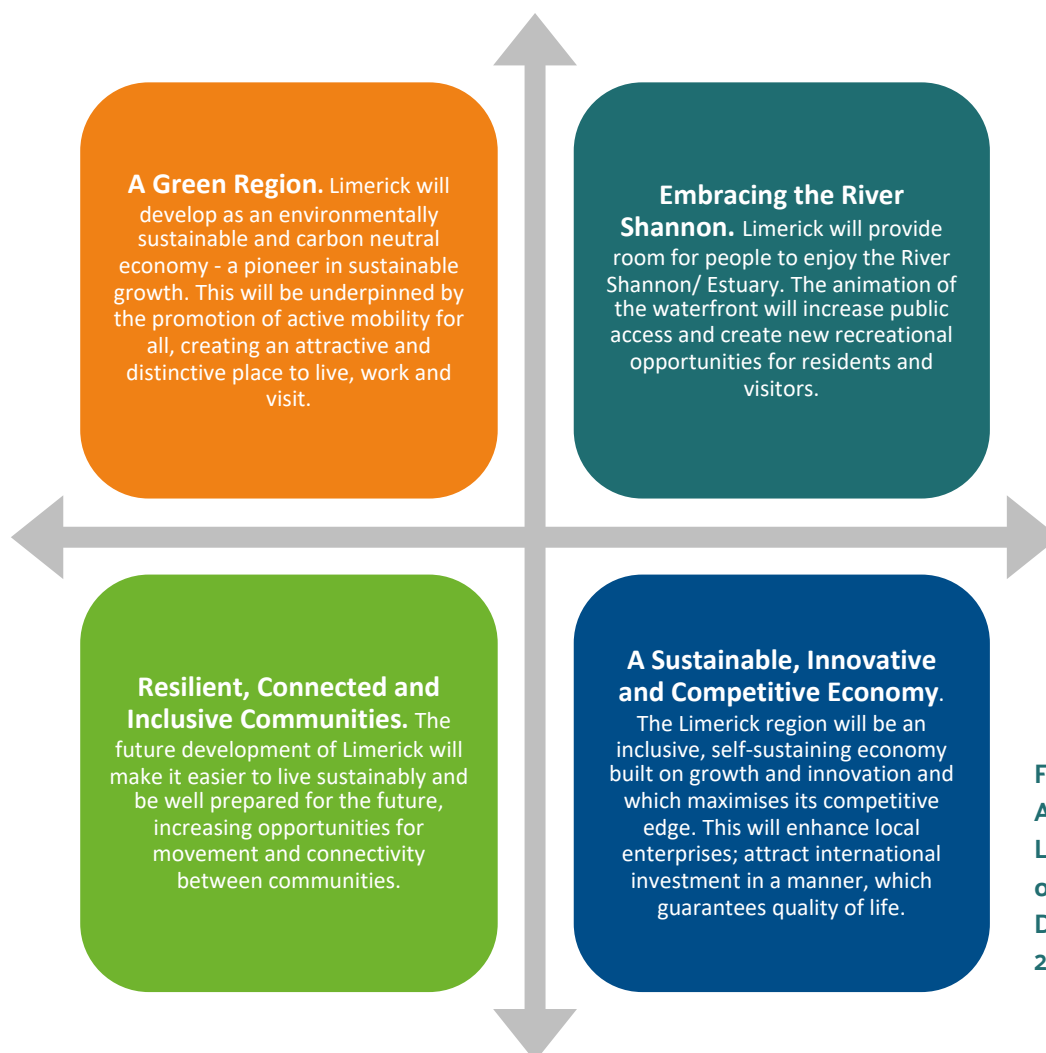 A Green Region. Limerick will
develop as an environmentally
sustainable and carbon neutral
economy - a pioneer in sustainable
growth. This will be underpinned by
the promotion of active mobility for
all, creating an attractive and
distinctive place to live, work and
visit.
Embracing the River
Shannon. Limerick will provide
room for people to enjoy the River
Shannon/ Estuary. The animation of
the waterfront will increase public
access and create new recreational
opportunities for residents and
visitors.
Resilient, Connected and
Inclusive Communities. The
future development of Limerick will
make it easier to live sustainably and
be well prepared for the future,
increasing opportunities for
movement and connectivity
between communities.
A Sustainable, Innovative
and Competitive Economy.
The Limerick region will be an
inclusive, self-sustaining economy
built on growth and innovation and
which maximises its competitive
edge. This will enhance local
enterprises; attract international
investment in a manner, which
guarantees quality of life.